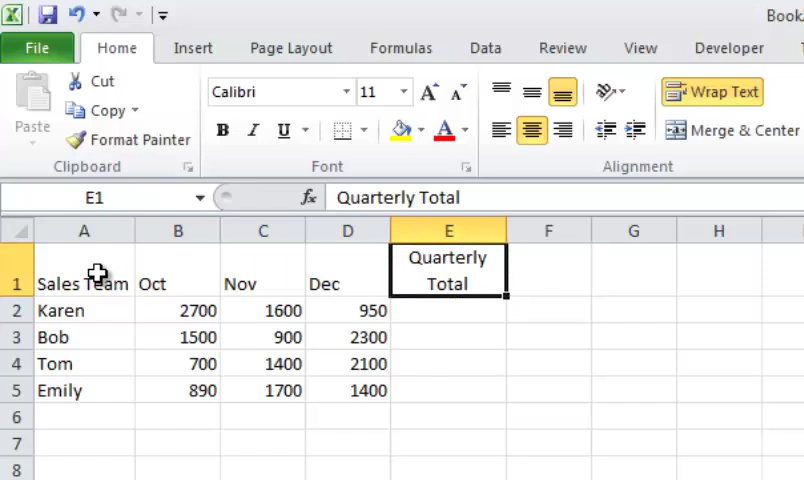 Book
File Home Insert Page Layout Formulas Data Review View Developer
Paste
Cut
Copy
Format Painter
Clipboard
Calibri 11 A A
B I U A
Font
Wrap Text
Merge & Center
Alignment
E1 fx Quarterly Total
A B C D E F G H
1 Sales Team Oct Nov Dec Quarterly
Total
2 Karen 2700 1600 950
3 Bob 1500 900 2300
4 Tom 700 1400 2100
5 Emily 890 1700 1400
6
7
8